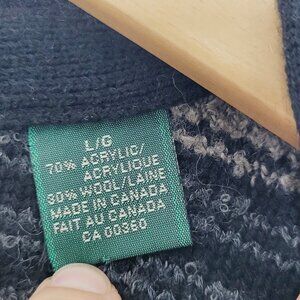 L/G
70% ACRYLIC/
ACRYLIQUE
30% WOOL/LAINE
MADE IN CANADA
FAIT AU CANADA
CA 00360